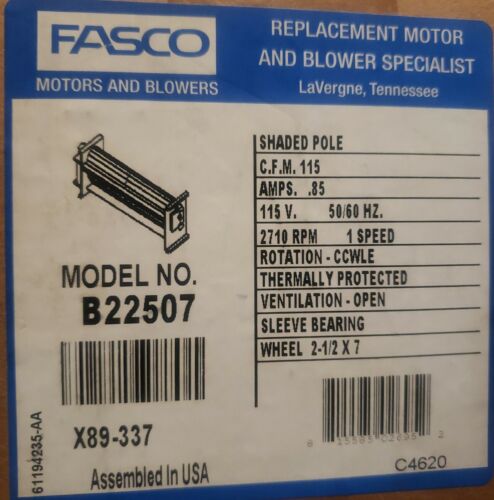 FASCO
MOTORS AND BLOWERS
REPLACEMENT MOTOR
AND BLOWER SPECIALIST
LaVergne, Tennessee
SHADED POLE
C.F.M. 115
AMPS. .85
115 V. 50/60 HZ.
2710 RPM 1 SPEED
ROTATION - CCWLE
THERMALLY PROTECTED
VENTILATION - OPEN
SLEEVE BEARING
WHEEL 2-1/2 X 7
MODEL NO.
B22507
X89-337
Assembled In USA
61194235-AA
C4620